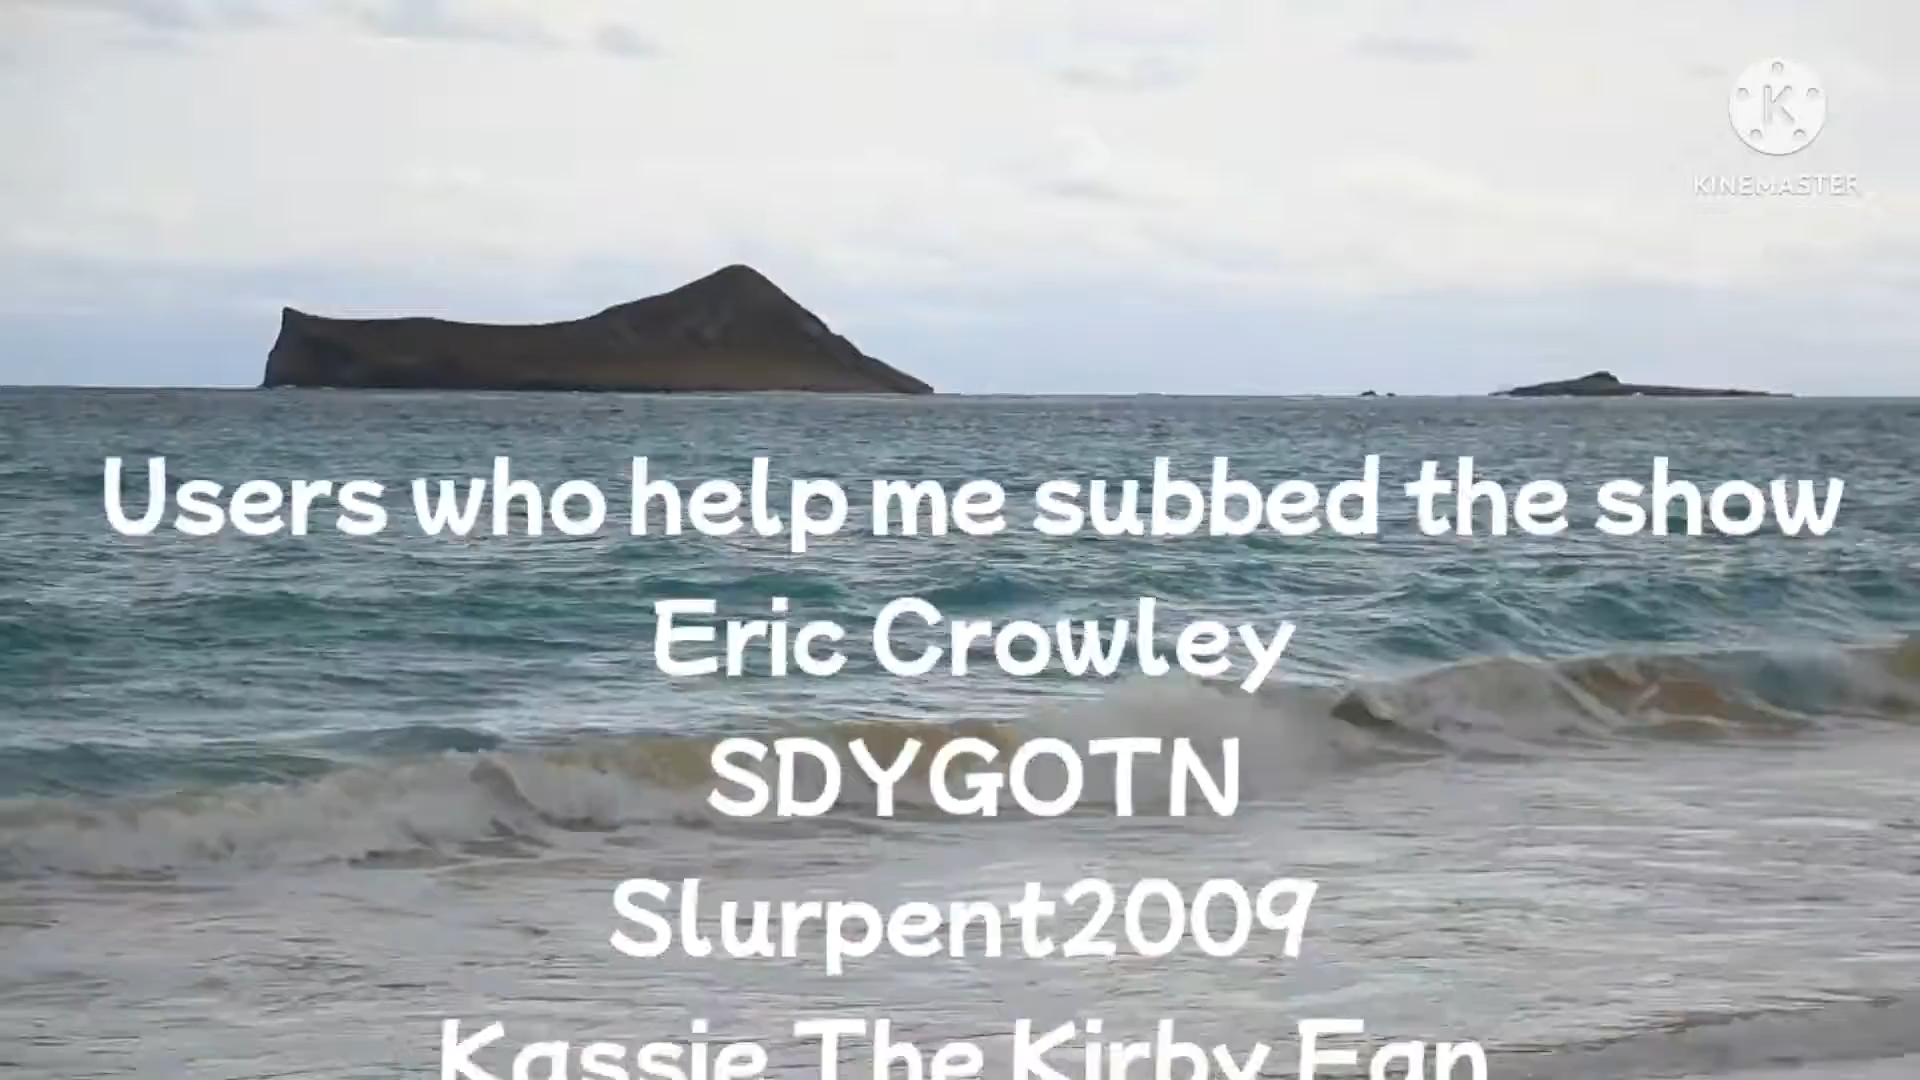 K
KINEMASTER
Users who help me subbed the show
Eric Crowley
SDYGOTN
Slurpent2009
Kassie The Kirby Fan